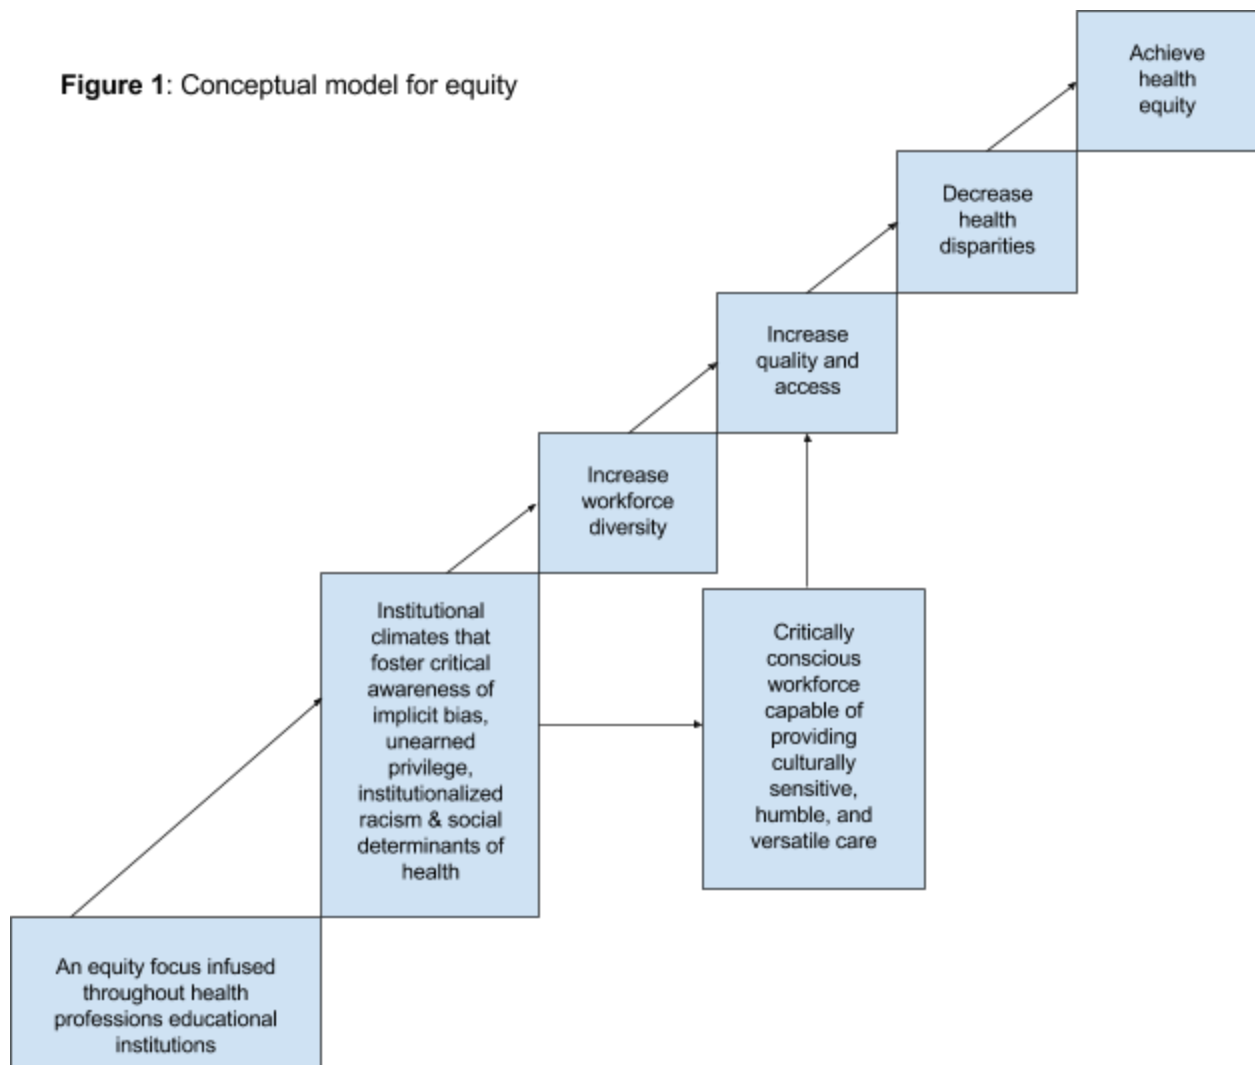 Figure 1: Conceptual model for equity
Achieve
health
equity
Decrease
health
disparities
Increase
quality and
access
Increase
workforce
diversity
Institutional
climates that
foster critical
awareness of
implicit bias,
unearned
privilege,
institutionalized
racism & social
determinants of
health
Critically
conscious
workforce
capable of
providing
culturally
sensitive,
humble, and
versatile care
An equity focus infused
throughout health
professions educational
institutions